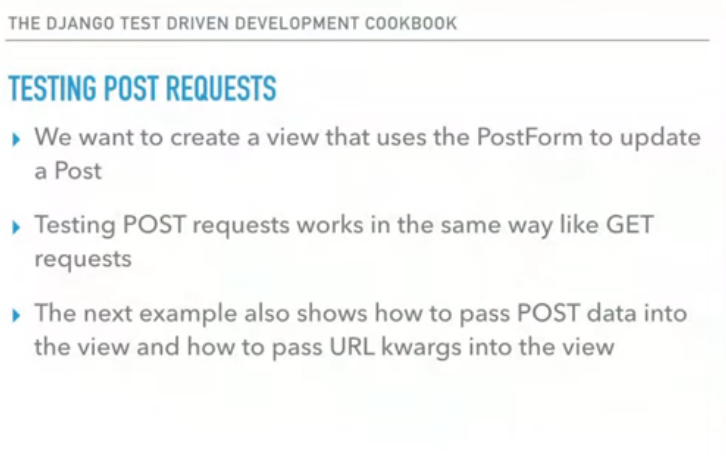 THE DJANGO TEST DRIVEN DEVELOPMENT COOKBOOK
TESTING POST REQUESTS
We want to create a view that uses the PostForm to update
a Post
Testing POST requests works in the same way like GET
requests
The next example also shows how to pass POST data into
the view and how to pass URL kwargs into the view